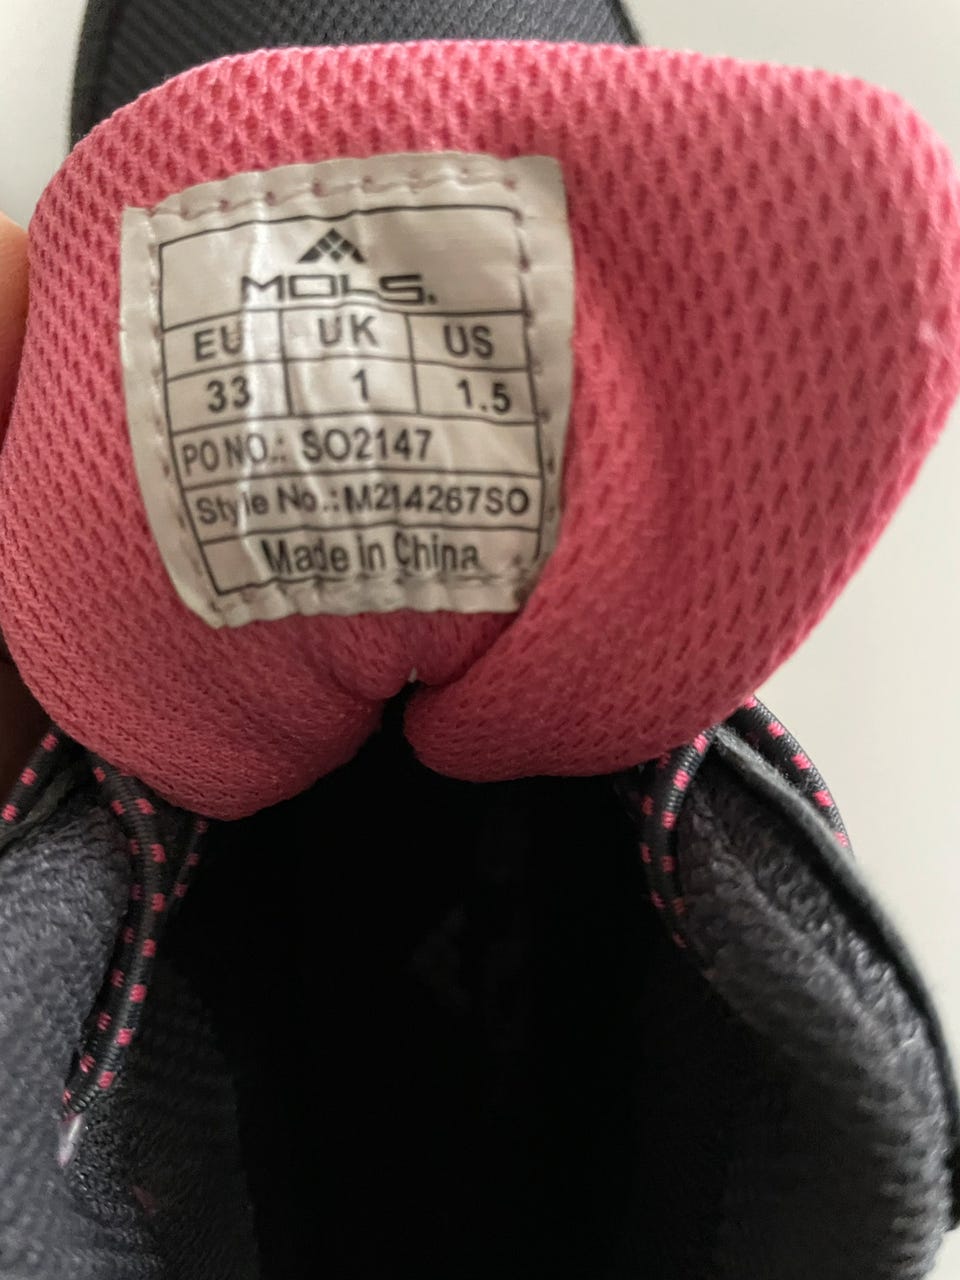 MOLS.
EU UK US
33 1 1.5
PO NO.: SO2147
Style No.: M214267SO
Made in China